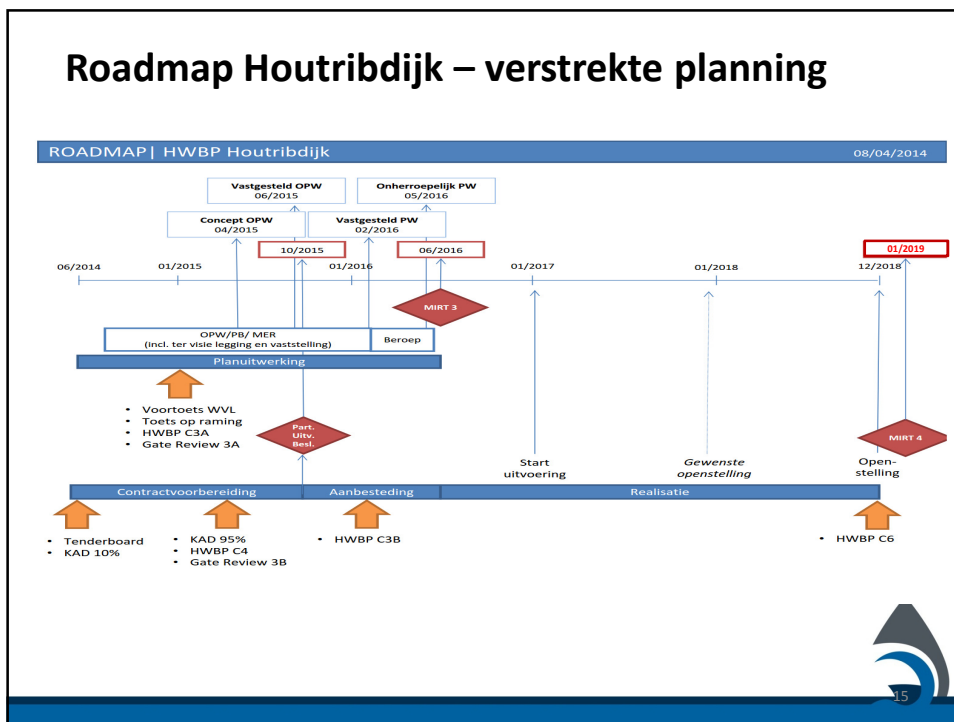 Roadmap Houtribdijk – verstrekte planning
ROADMAP| HWBP Houtribdijk
08/04/2014
Vastgesteld OPW
06/2015
Onherroepelijk PW
05/2016
Concept OPW
04/2015
Vastgesteld PW
02/2016
10/2015
06/2016
01/2019
06/2014
01/2015
01/2016
01/2017
01/2018
12/2018
MIRT 3
OPW/PB/ MER
(incl. ter visie legging en vaststelling)
Beroep
Planuitwerking
• Voortoets WVL
• Toets op raming
• HWBP C3A
• Gate Review 3A
Part.
Uitv.
Besl.
MIRT 4
Start
uitvoering
Gewenste
openstelling
Open-
stelling
Contractvoorbereiding
Aanbesteding
Realisatie
• Tenderboard
• KAD 10%
• KAD 95%
• HWBP C4
• Gate Review 3B
• HWBP C3B
• HWBP C6
15